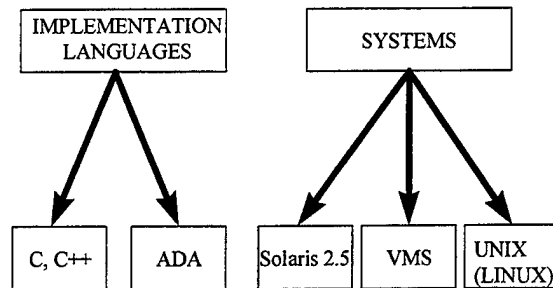 IMPLEMENTATION
LANGUAGES
SYSTEMS
C, C++
ADA
Solaris 2.5
VMS
UNIX
(LINUX)